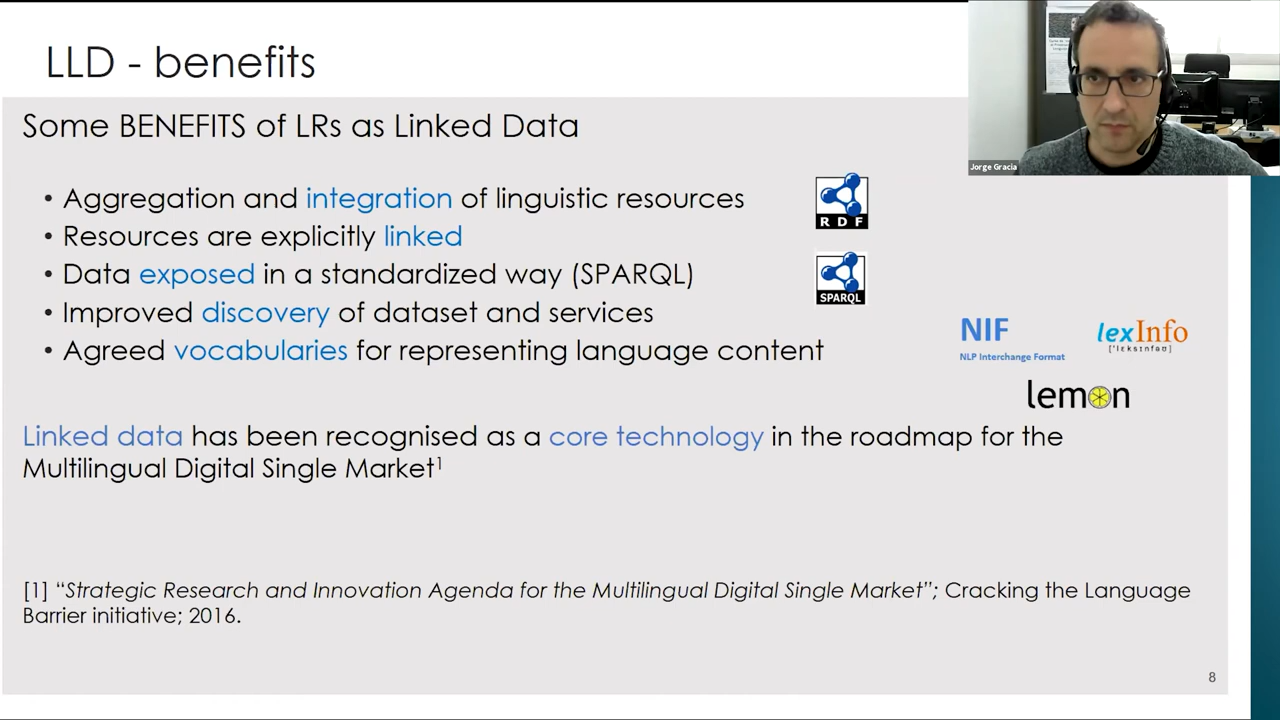 LLD - benefits
Some BENEFITS of LRs as Linked Data
• Aggregation and integration of linguistic resources
• Resources are explicitly linked
• Data exposed in a standardized way (SPARQL)
• Improved discovery of dataset and services
• Agreed vocabularies for representing language content
RDF
SPARQL
NIF
NLP Interchange Format
lexInfo
['lɛksɪnfəʊ]
lemon
Linked data has been recognised as a core technology in the roadmap for the
Multilingual Digital Single Market1
[1] “Strategic Research and Innovation Agenda for the Multilingual Digital Single Market”; Cracking the Language
Barrier initiative; 2016.
8
Jorge Gracia